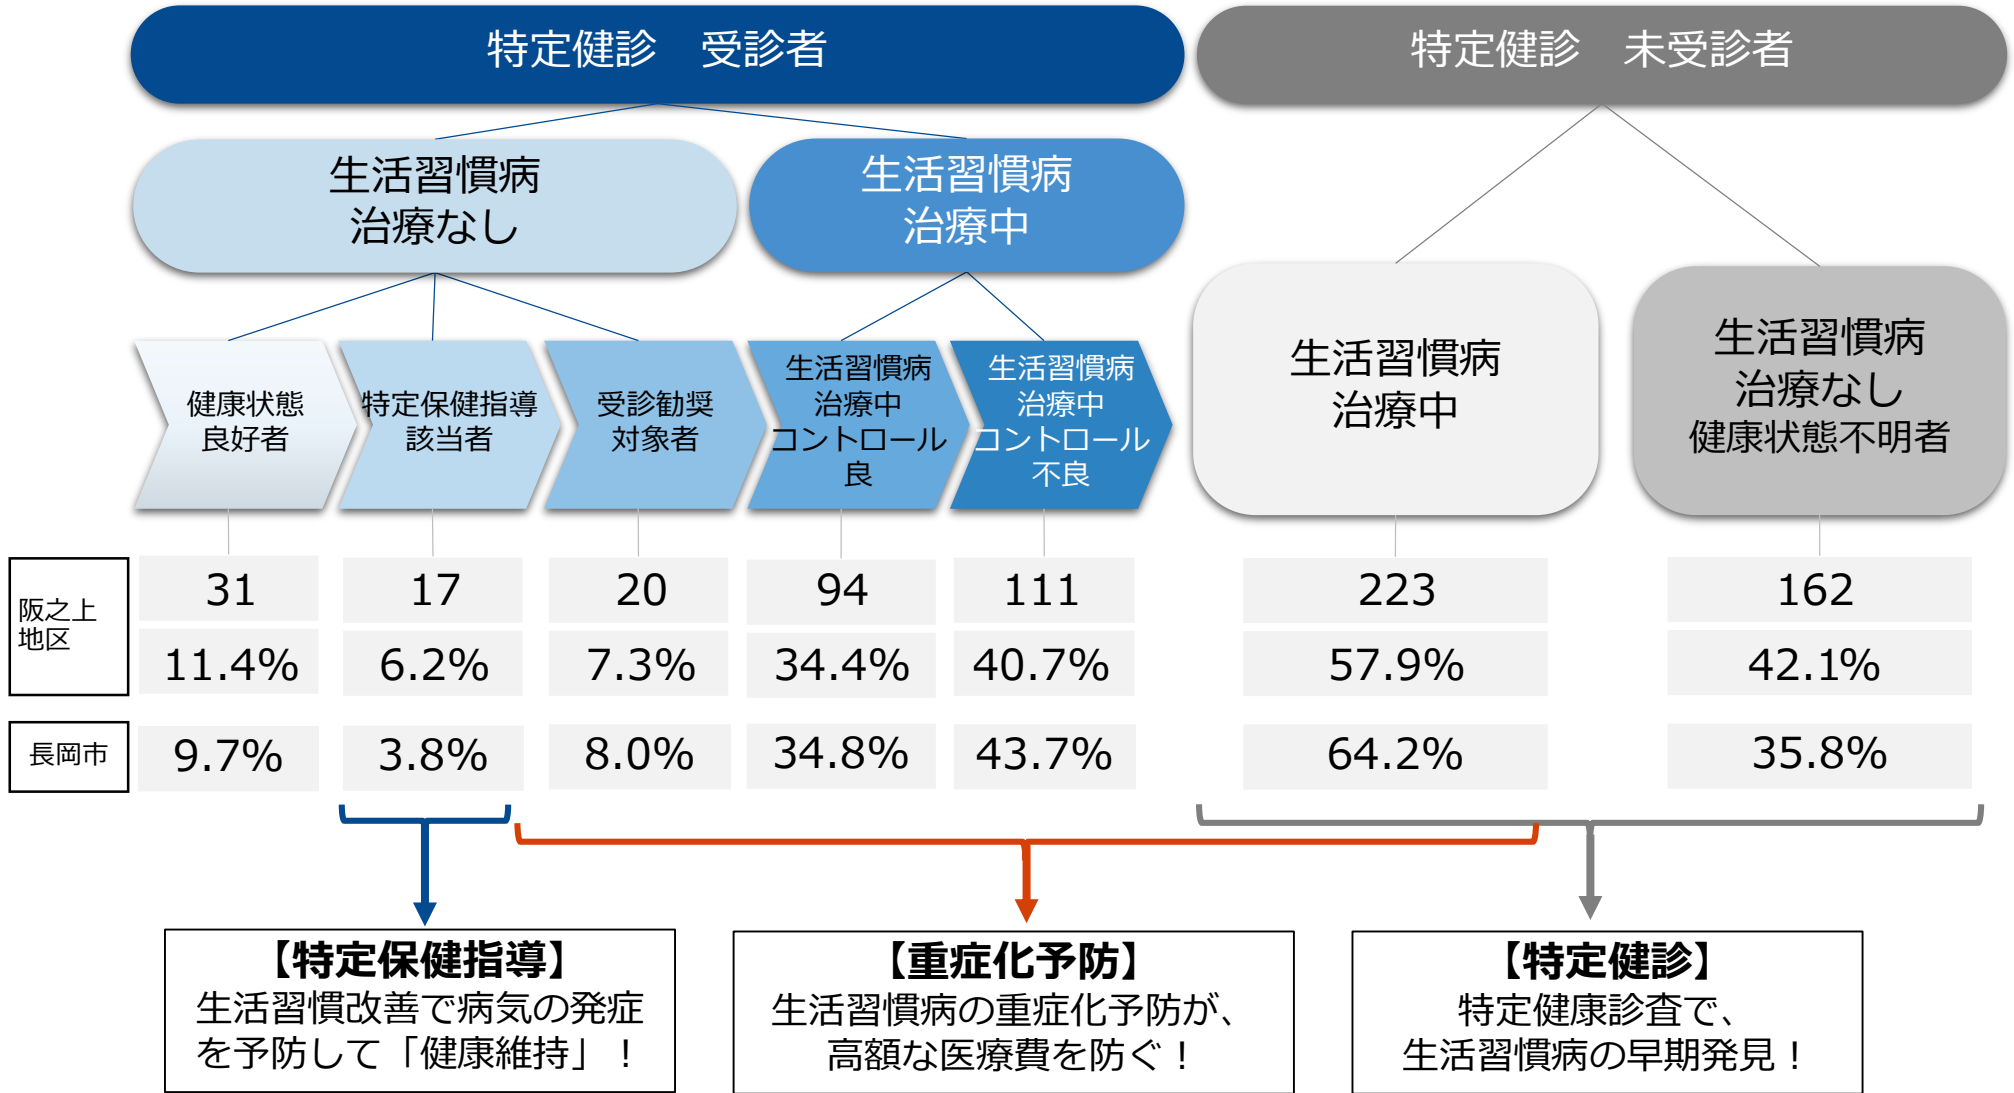 特定健診　受診者
特定健診　未受診者
生活習慣病
治療なし
生活習慣病
治療中
健康状態
良好者
特定保健指導
該当者
受診勧奨
対象者
生活習慣病
治療中
コントロール
良
生活習慣病
治療中
コントロール
不良
生活習慣病
治療中
生活習慣病
治療なし
健康状態不明者
阪之上
地区
31
17
20
94
111
223
162
11.4%
6.2%
7.3%
34.4%
40.7%
57.9%
42.1%
長岡市
9.7%
3.8%
8.0%
34.8%
43.7%
64.2%
35.8%
【特定保健指導】
生活習慣改善で病気の発症
を予防して「健康維持」！
【重症化予防】
生活習慣病の重症化予防が、
高額な医療費を防ぐ！
【特定健診】
特定健康診査で、
生活習慣病の早期発見！